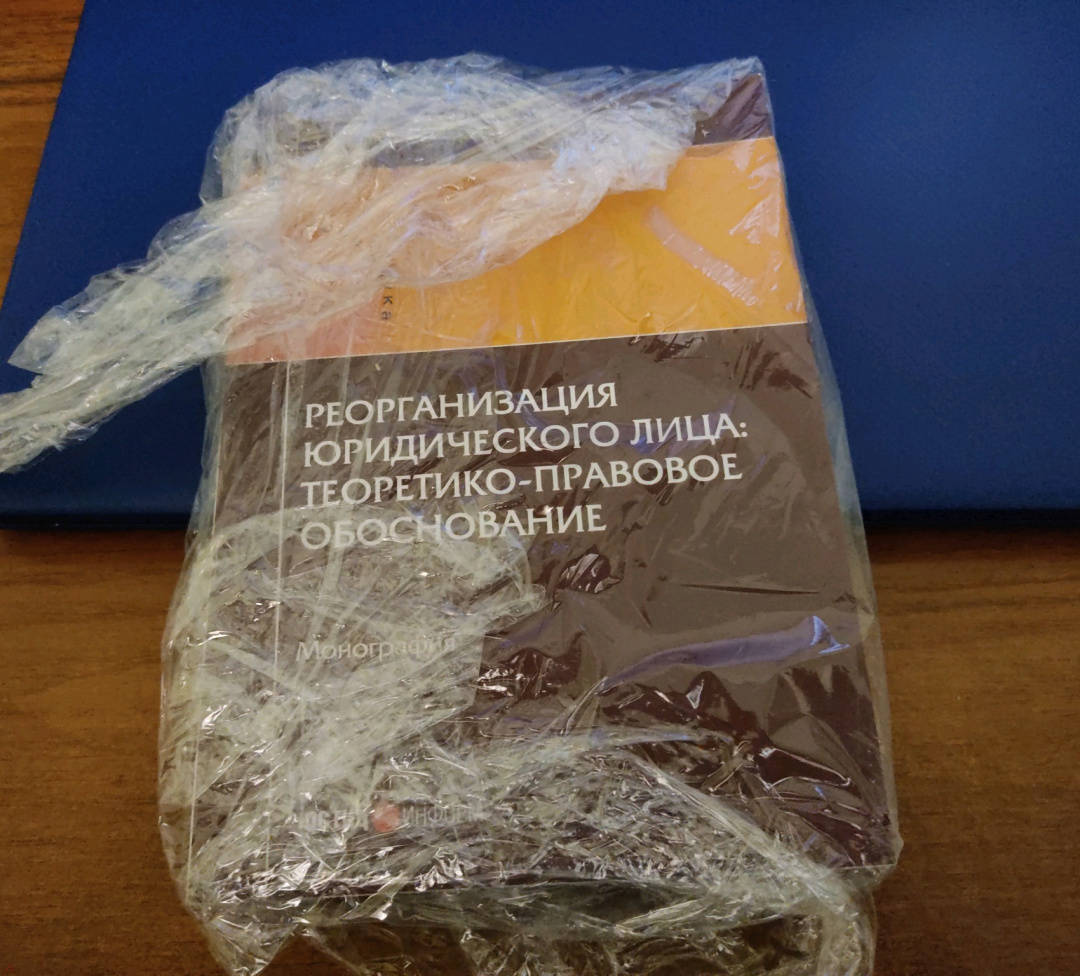 РЕОРГАНИЗАЦИЯ
ЮРИДИЧЕСКОГО ЛИЦА:
ТЕОРЕТИКО-ПРАВОВОЕ
ОБОСНОВАНИЕ
Монография